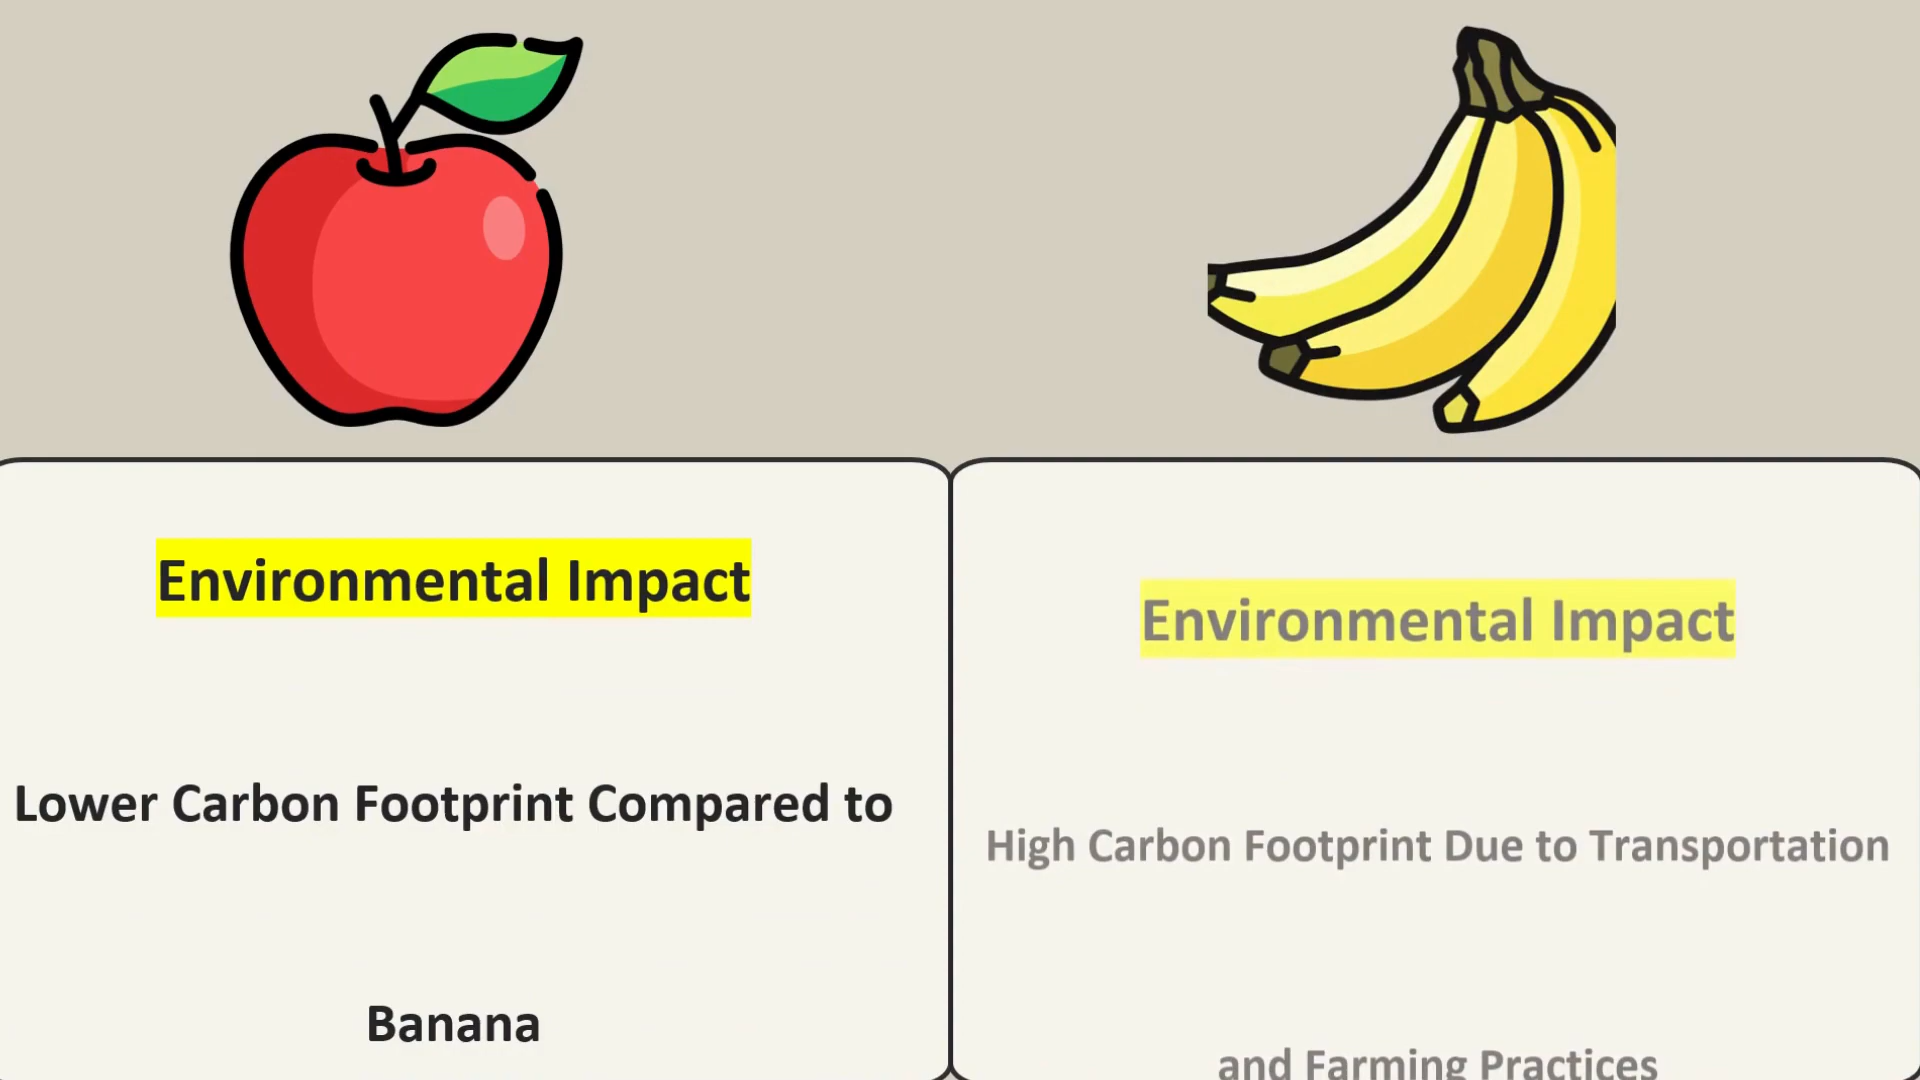 Environmental Impact
Lower Carbon Footprint Compared to
Banana
Environmental Impact
High Carbon Footprint Due to Transportation
and Farming Practices